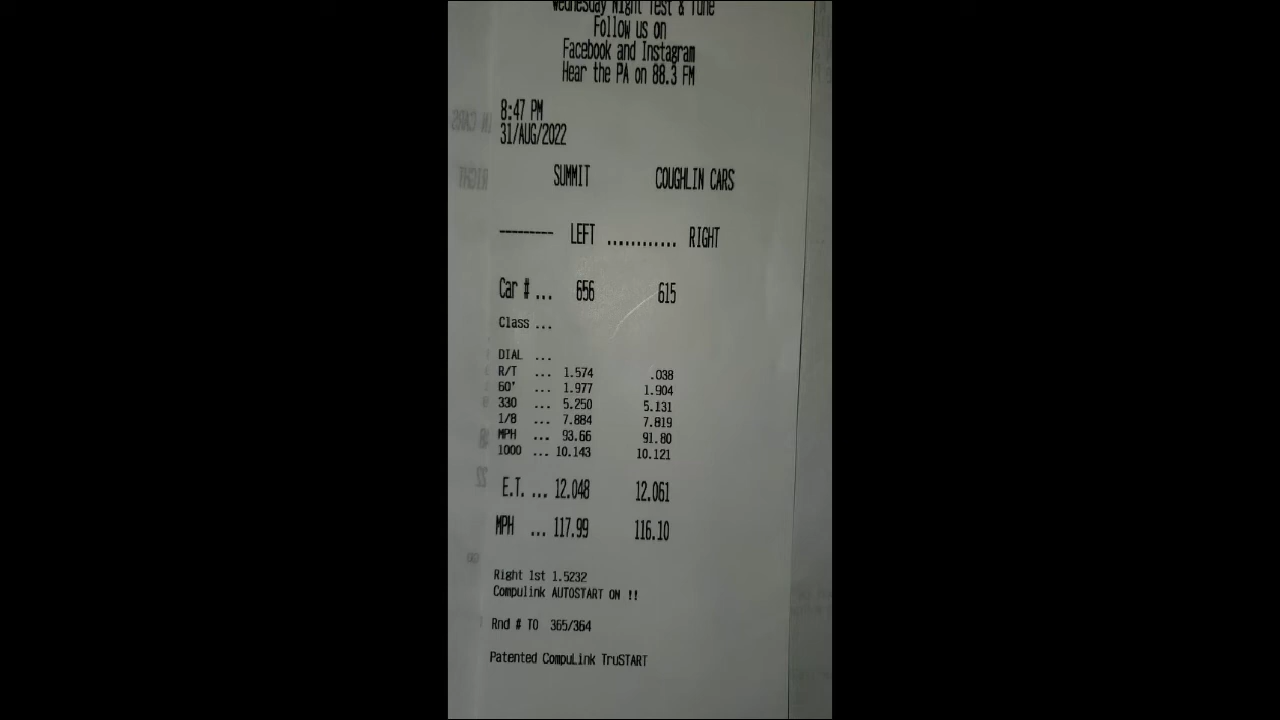 Wednesday Night Test & Tune
Follow us on
Facebook and Instagram
Hear the PA on 88.3 FM
8:47 PM
31/AUG/2022
SUMMIT COUGHLIN CARS
--------- LEFT ............ RIGHT
Car # ... 656 615
Class ...
DIAL ...
R/T ... 1.574 .038
60' ... 1.977 1.904
330 ... 5.250 5.131
1/8 ... 7.884 7.819
MPH ... 93.66 91.80
1000 ... 10.143 10.121
E.T. ... 12.048 12.061
MPH ... 117.99 116.10
Right 1st 1.5232
Compulink AUTOSTART ON !!
Rnd # TO 365/364
Patented CompuLink TruSTART